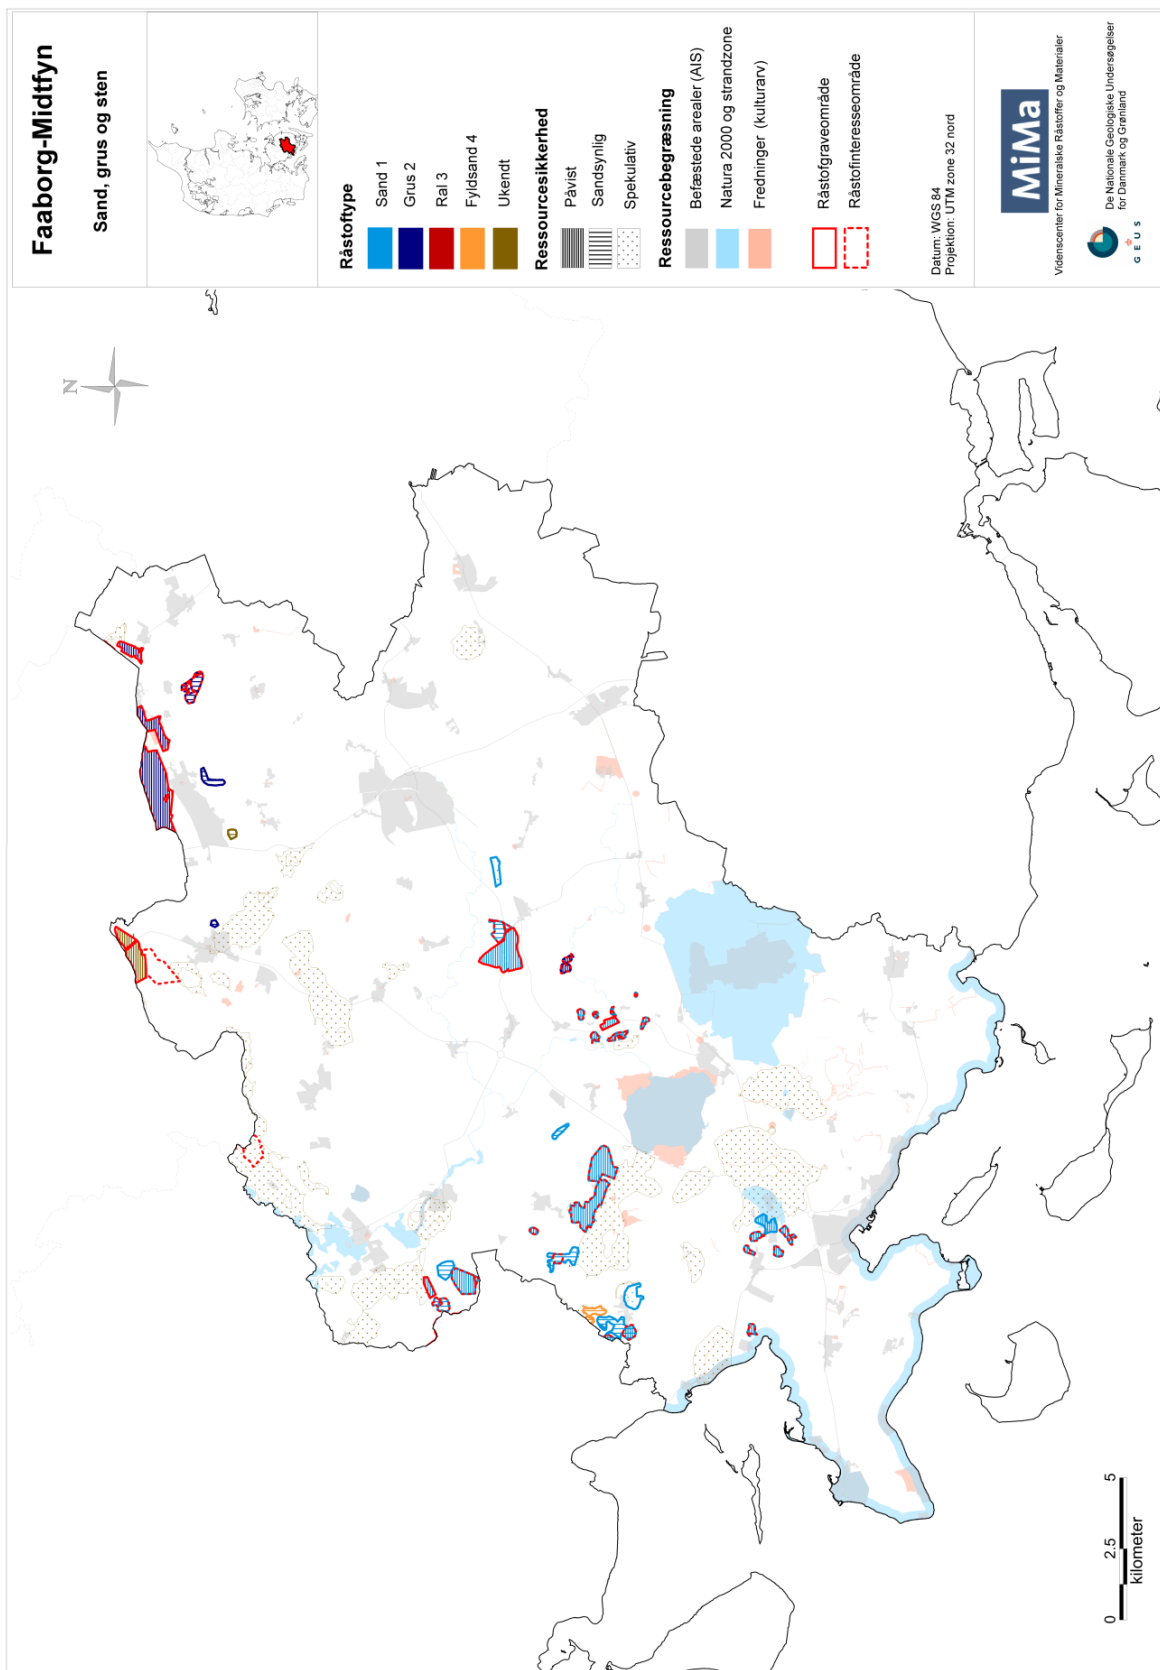 Faaborg-Midtfyn
Sand, grus og sten
Råstoftype
Sand 1
Grus 2
Ral 3
Fyldsand 4
Ukendt
Ressourcesikkerhed
Påvist
Sandsynlig
Spekulativ
Ressourcebegræsning
Befæstede arealer (AIS)
Natura 2000 og strandzone
Fredninger (kulturarv)
Råstofgraveområde
Råstofinteresseområde
Datum: WGS 84
Projektion: UTM zone 32 nord
MiMa
Videnscenter for Mineralske Råstoffer og Materialer
G E U S
De Nationale Geologiske Undersøgelser
for Danmark og Grønland
N
0 2.5 5
kilometer